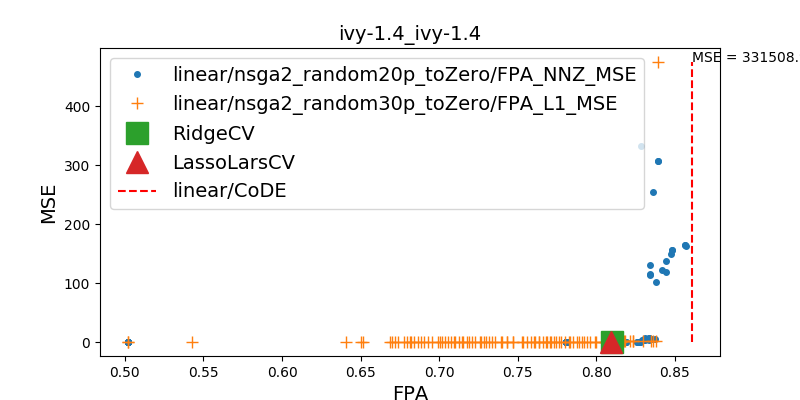 ivy-1.4_ivy-1.4
MSE = 331508.
linear/nsga2_random20p_toZero/FPA_NNZ_MSE
linear/nsga2_random30p_toZero/FPA_L1_MSE
RidgeCV
LassoLarsCV
linear/CoDE
MSE
400
300
200
100
0
0.50 0.55 0.60 0.65 0.70 0.75 0.80 0.85
FPA